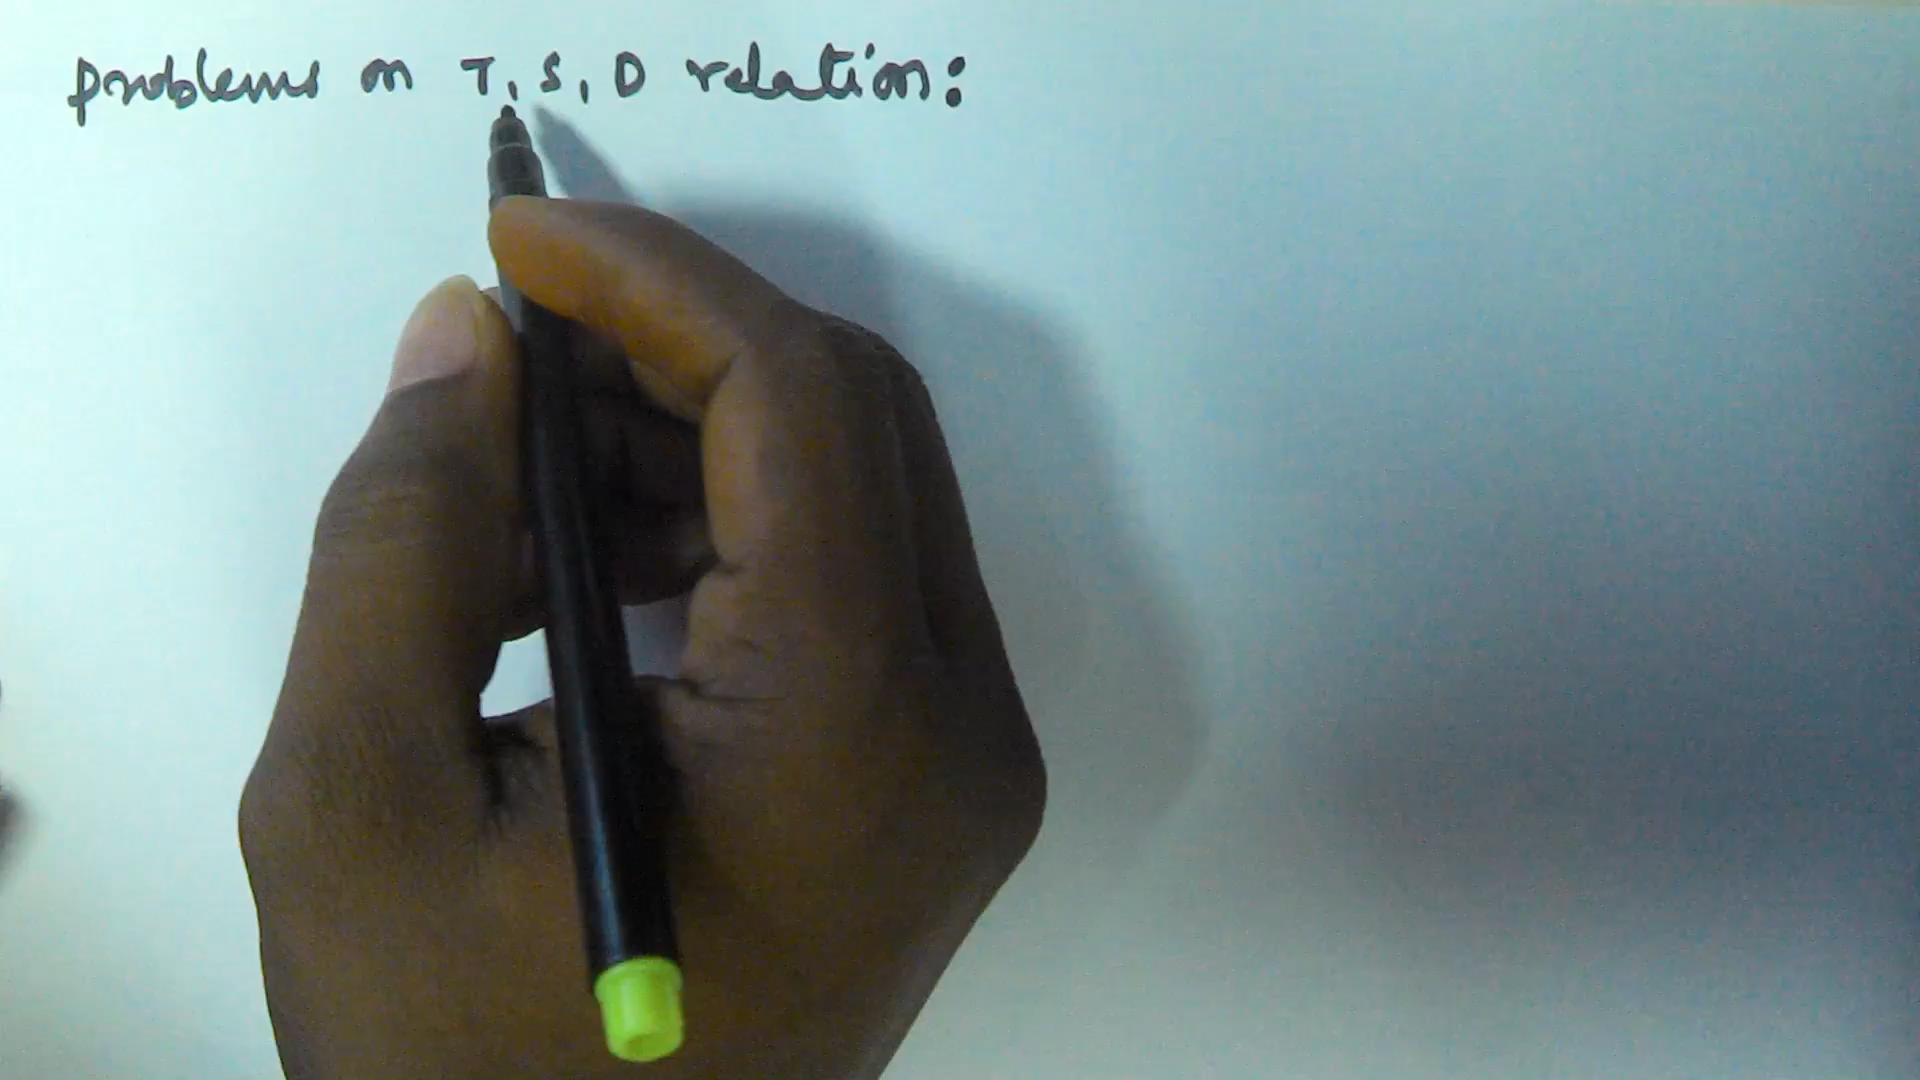 problems on T, S, D relation: